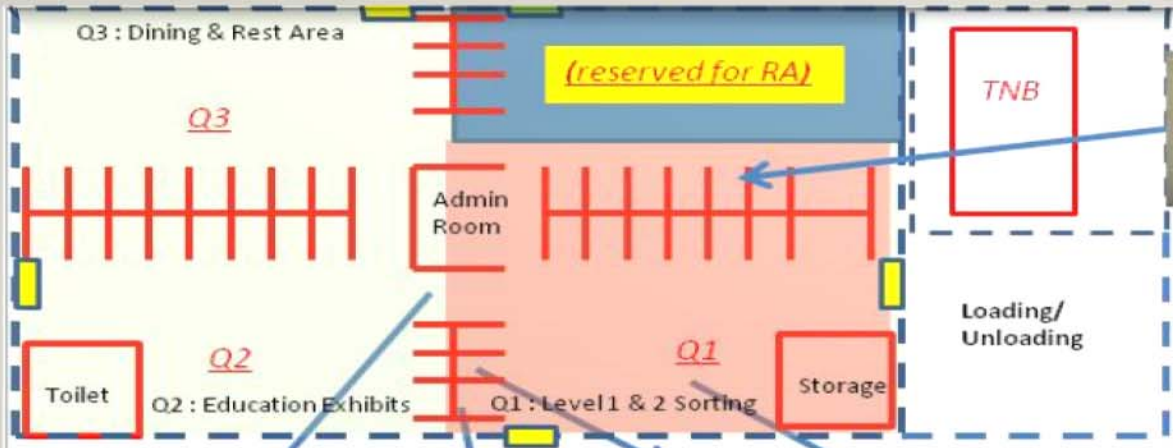 Q3 : Dining & Rest Area
(reserved for RA)
TNB
Q3
Admin
Room
Loading/
Unloading
Q2
Q1
Toilet
Storage
Q2 : Education Exhibits
Q1 : Level 1 & 2 Sorting